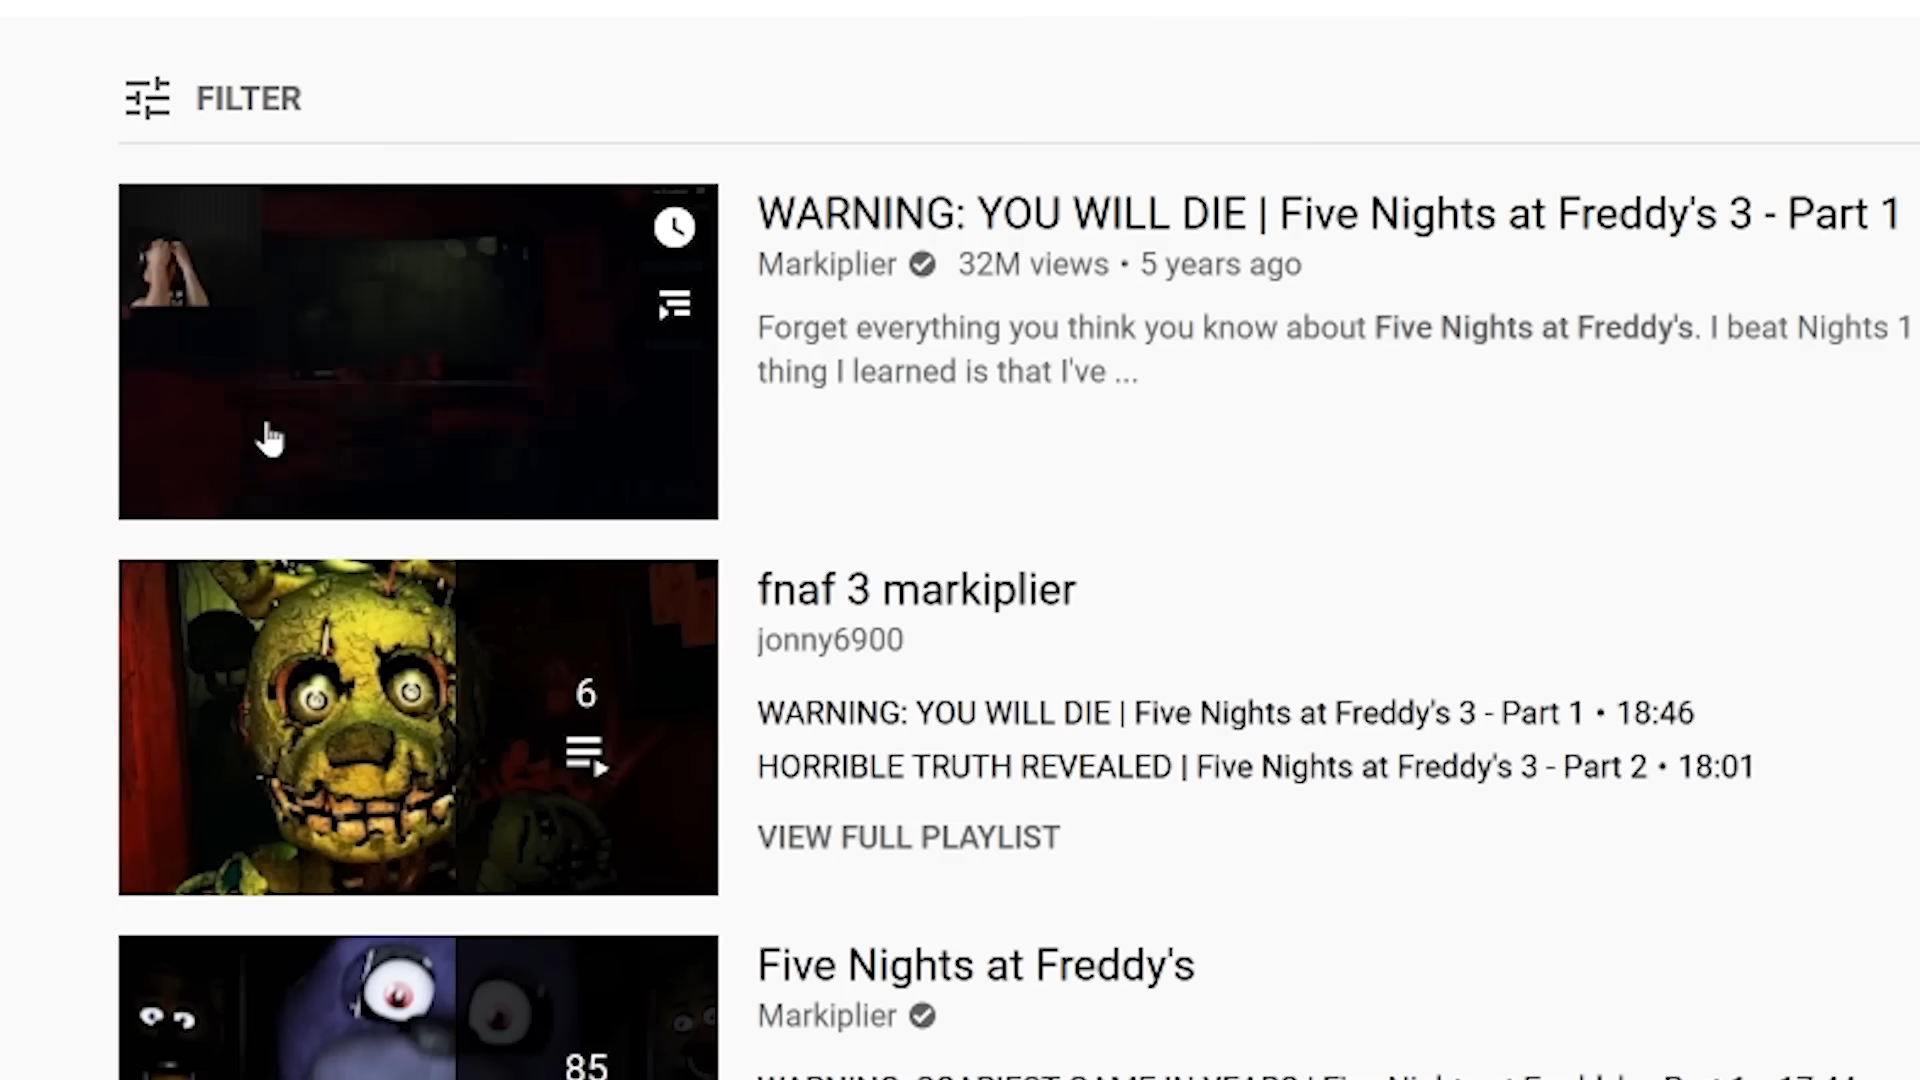 FILTER
WARNING: YOU WILL DIE | Five Nights at Freddy's 3 - Part 1
Markiplier 32M views • 5 years ago
Forget everything you think you know about Five Nights at Freddy's. I beat Nights 1
thing I learned is that I've ...
fnaf 3 markiplier
jonny6900
6
WARNING: YOU WILL DIE | Five Nights at Freddy's 3 - Part 1 • 18:46
HORRIBLE TRUTH REVEALED | Five Nights at Freddy's 3 - Part 2 • 18:01
VIEW FULL PLAYLIST
Five Nights at Freddy's
Markiplier
85